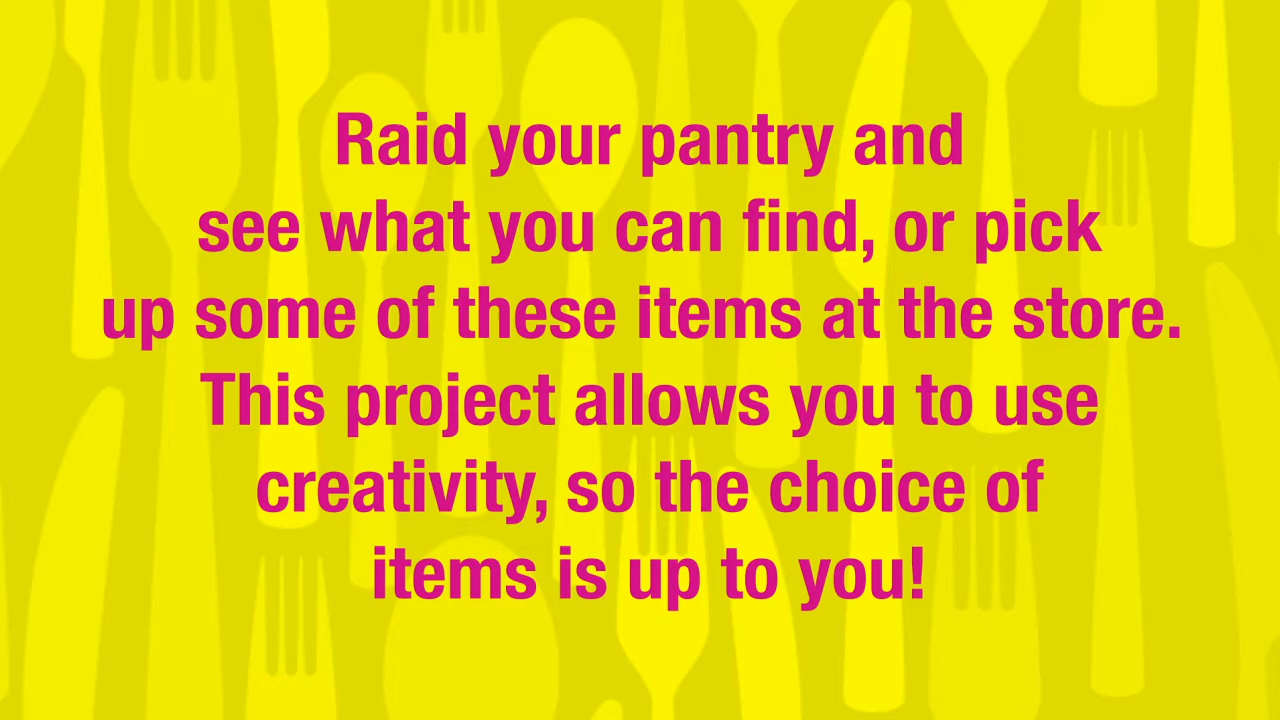 Raid your pantry and
see what you can find, or pick
up some of these items at the store.
This project allows you to use
creativity, so the choice of
items is up to you!